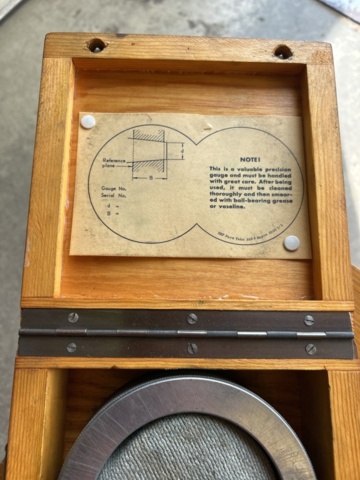 d
Reference
plane
B
Gauge No.
Serial No.
d =
B =
NOTE!
This is a valuable precision
gauge and must be handled
with great care. After being
used, it must be cleaned
thoroughly and then smear-
ed with ball-bearing grease
or vaseline.